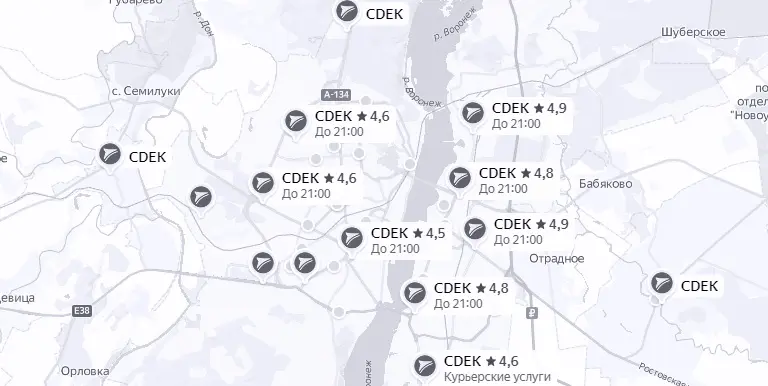 Губарево
CDEK
р. Дон
р. Воронеж
Шуберское
с. Семилуки
А-134
р. Воронеж
CDEK ★ 4,6
До 21:00
CDEK ★ 4,9
До 21:00
"Новоу
CDEK
CDEK ★ 4,6
До 21:00
CDEK ★ 4,8
До 21:00
Бабяково
CDEK ★ 4,5
До 21:00
CDEK ★ 4,9
До 21:00
Отрадное
CDEK
CDEK ★ 4,8
До 21:00
девица
E38
₽
Орловка
CDEK ★ 4,6
Курьерские услуги
Ростовская